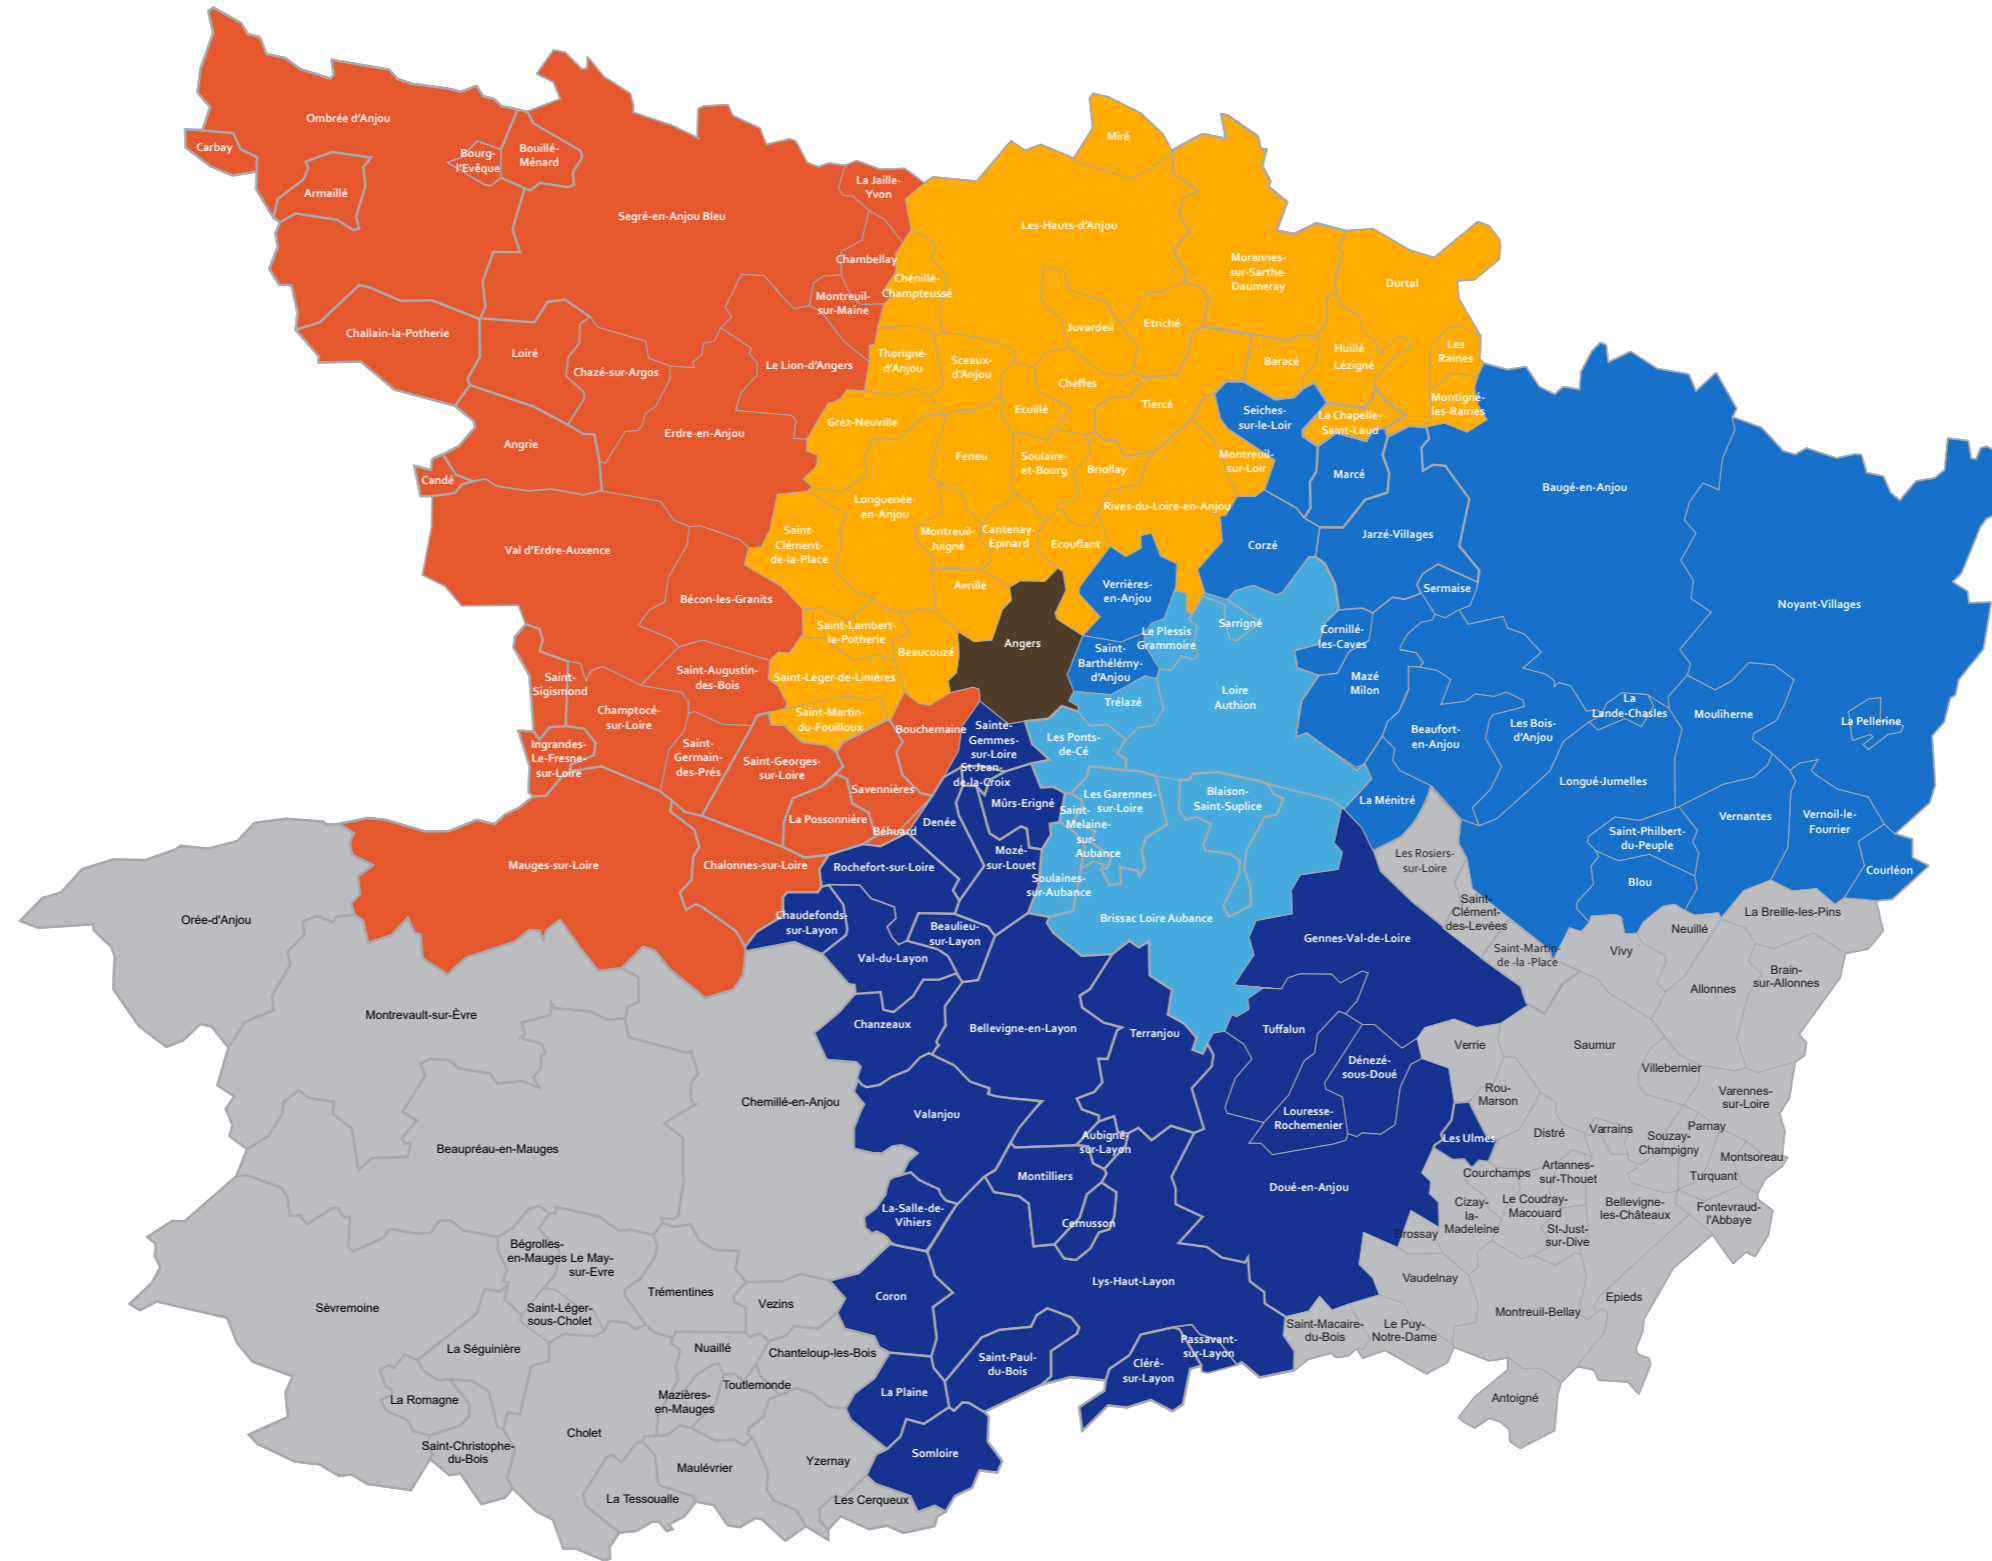 Ombrée d'Anjou
Carbay
Armaillé
Bourg-
l'Evêque
Bouillé-
Ménard
Segré-en-Anjou Bleu
La Jaille-
Yvon
Chambellay
Montreuil-
sur-Maine
Challain-la-Potherie
Loiré
Chazé-sur-Argos
Le Lion-d'Angers
Erdre-en-Anjou
Angrie
Candé
Val d'Erdre-Auxence
Bécon-les-Granits
Saint-Augustin-
des-Bois
Saint-
Sigismond
Champtocé-
sur-Loire
Ingrandes-
Le-Fresne-
sur-Loire
Saint-
Germain-
des-Prés
Saint-Georges-
sur-Loire
Bouchemaine
Savennières
La Possonnière
Béhuard
Mauges-sur-Loire
Chalonnes-sur-Loire
Miré
Les-Hauts-d'Anjou
Chénillé-
Champteussé
Morannes-
sur-Sarthe-
Daumeray
Durtal
Juvardeil
Etriché
Thorigné-
d'Anjou
Sceaux-
d'Anjou
Cheffes
Baracé
Huillé
Lézigné
Les
Rairies
Montigné-
les-Rairies
Ecuillé
Tiercé
La Chapelle-
Saint-Laud
Grez-Neuville
Feneu
Soulaire-
et-Bourg
Briollay
Montreuil-
sur-Loir
Longuenée-
en-Anjou
Rives-du-Loire-en-Anjou
Saint-
Clément-
de-la-Place
Montreuil-
Juigné
Cantenay-
Epinard
Ecouflant
Avrillé
Saint-Lambert-
la-Potherie
Beaucouzé
Saint-Léger-de-Linières
Saint-Martin-
du-Fouilloux
Angers
Seiches-
sur-le-Loir
Marcé
Baugé-en-Anjou
Corzé
Jarzé-Villages
Sermaise
Verrières-
en-Anjou
Noyant-Villages
Saint-
Barthélémy-
d'Anjou
Cornillé-
les-Caves
Mazé
Milon
Beaufort-
en-Anjou
Les Bois-
d'Anjou
La
Lande-Chasles
Mouliherne
La Pellerine
Longué-Jumelles
La Ménitré
Vernantes
Vernoil-le-
Fourrier
Saint-Philbert-
du-Peuple
Blou
Courléon
Le Plessis
Grammoire
Sarrigné
Trélazé
Loire
Authion
Les Ponts-
de-Cé
Les Garennes-
sur-Loire
Blaison-
Saint-Suplice
Saint-
Melaine-
sur-
Aubance
Soulaines-
sur-Aubance
Brissac Loire Aubance
Sainte-
Gemmes-
sur-Loire
St-Jean-
de-la-Croix
Mûrs-Erigné
Denée
Mozé-
sur-Louet
Rochefort-sur-Loire
Chaudefonds-
sur-Layon
Beaulieu-
sur-Layon
Val-du-Layon
Chanzeaux
Bellevigne-en-Layon
Terranjou
Gennes-Val-de-Loire
Tuffalun
Dénezé-
sous-Doué
Louresse-
Rochemenier
Les Ulmes
Valanjou
Aubigné-
sur-Layon
Montilliers
Doué-en-Anjou
La-Salle-de-
Vihiers
Cernusson
Lys-Haut-Layon
Coron
Saint-Paul-
du-Bois
Passavant-
sur-Layon
Cléré-
sur-Layon
La Plaine
Somloire
Orée-d'Anjou
Montrevault-sur-Èvre
Chemillé-en-Anjou
Beaupréau-en-Mauges
Sèvremoine
Bégrolles-
en-Mauges
Le May-
sur-Evre
Trémentines
Vezins
Saint-Léger-
sous-Cholet
La Séguinière
Nuaillé
Chanteloup-les-Bois
Toutlemonde
La Romagne
Mazières-
en-Mauges
Cholet
Saint-Christophe-
du-Bois
Maulévrier
Yzernay
La Tessoualle
Les Cerqueux
Les Rosiers-
sur-Loire
Saint-
Clément-
des-Levées
Saint-Martin-
de -la -Place
Vivy
Neuillé
La Breille-les-Pins
Allonnes
Brain-
sur-Allonnes
Verrie
Saumur
Villebernier
Varennes-
sur-Loire
Rou-
Marson
Distré
Varrains
Souzay-
Champigny
Parnay
Montsoreau
Turquant
Courchamps
Artannes-
sur-Thouet
Cizay-
la-
Madeleine
Le Coudray-
Macouard
Bellevigne-
les-Châteaux
Fontevraud-
l'Abbaye
St-Just-
sur-Dive
Brossay
Vaudelnay
Epieds
Montreuil-Bellay
Saint-Macaire-
du-Bois
Le Puy-
Notre-Dame
Antoigné